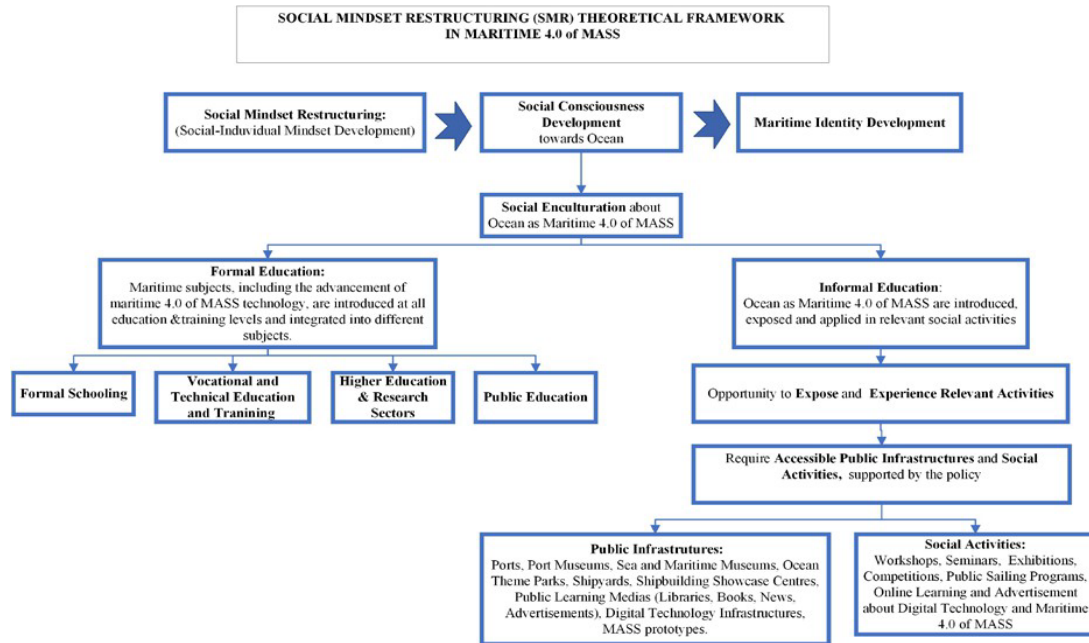 SOCIAL MINDSET RESTRUCTURING (SMR) THEORETICAL FRAMEWORK
IN MARITIME 4.0 of MASS
Social Mindset Restructuring:
(Social-Induvidual Mindset Development)
Social Consciousness
Development
towards Ocean
Maritime Identity Development
Social Enculturation about
Ocean as Maritime 4.0 of MASS
Formal Education:
Maritime subjects, including the advancement of
maritime 4.0 of MASS technology, are introduced at all
education &training levels and integrated into different
subjects.
Informal Education:
Ocean as Maritime 4.0 of MASS are introduced,
exposed and applied in relevant social activities
Formal Schooling
Vocational and
Technical Education
and Tranining
Higher Education
& Research
Sectors
Public Education
Opportunity to Expose and Experience Relevant Activities
Require Accessible Public Infrastructures and Social
Activities, supported by the policy
Public Infrastrutures:
Ports, Port Museums, Sea and Maritime Museums, Ocean
Theme Parks, Shipyards, Shipbuilding Showcase Centres,
Public Learning Medias (Libraries, Books, News,
Advertisements), Digital Technology Infrastructures,
MASS prototypes.
Social Activities:
Workshops, Seminars, Exhibitions,
Competitions, Public Sailing Programs,
Online Learning and Advertisement
about Digital Technology and Maritime
4.0 of MASS